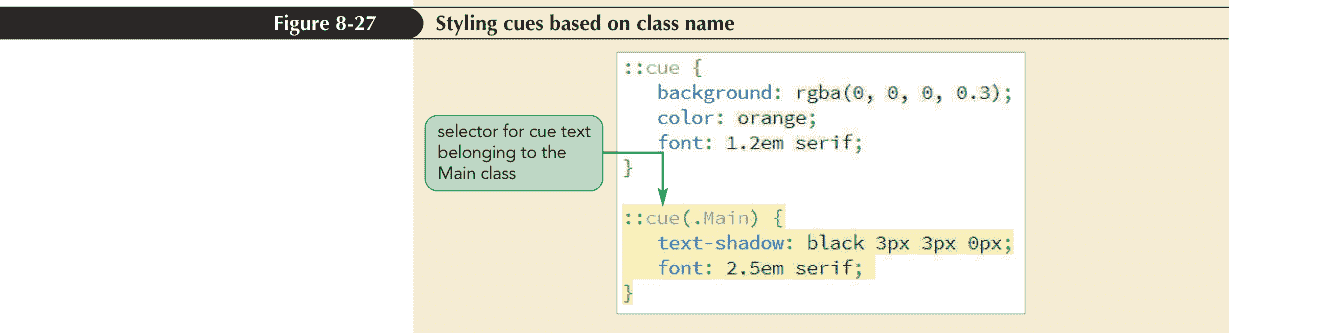 Figure 8-27 Styling cues based on class name
::cue {
background: rgba(0, 0, 0, 0.3);
color: orange;
font: 1.2em serif;
}
selector for cue text
belonging to the
Main class
::cue(.Main) {
text-shadow: black 3px 3px 0px;
font: 2.5em serif;
}